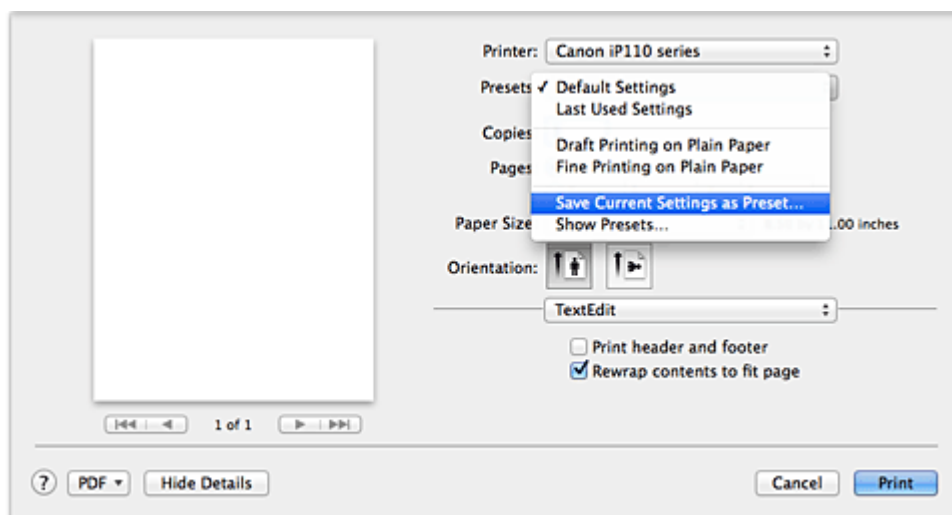 Printer: Canon iP110 series
Presets ✓ Default Settings
Last Used Settings
Copies
Draft Printing on Plain Paper
Pages Fine Printing on Plain Paper
Save Current Settings as Preset...
Paper Size Show Presets... .00 inches
Orientation:
TextEdit
Print header and footer
Rewrap contents to fit page
1 of 1
? PDF Hide Details Cancel Print